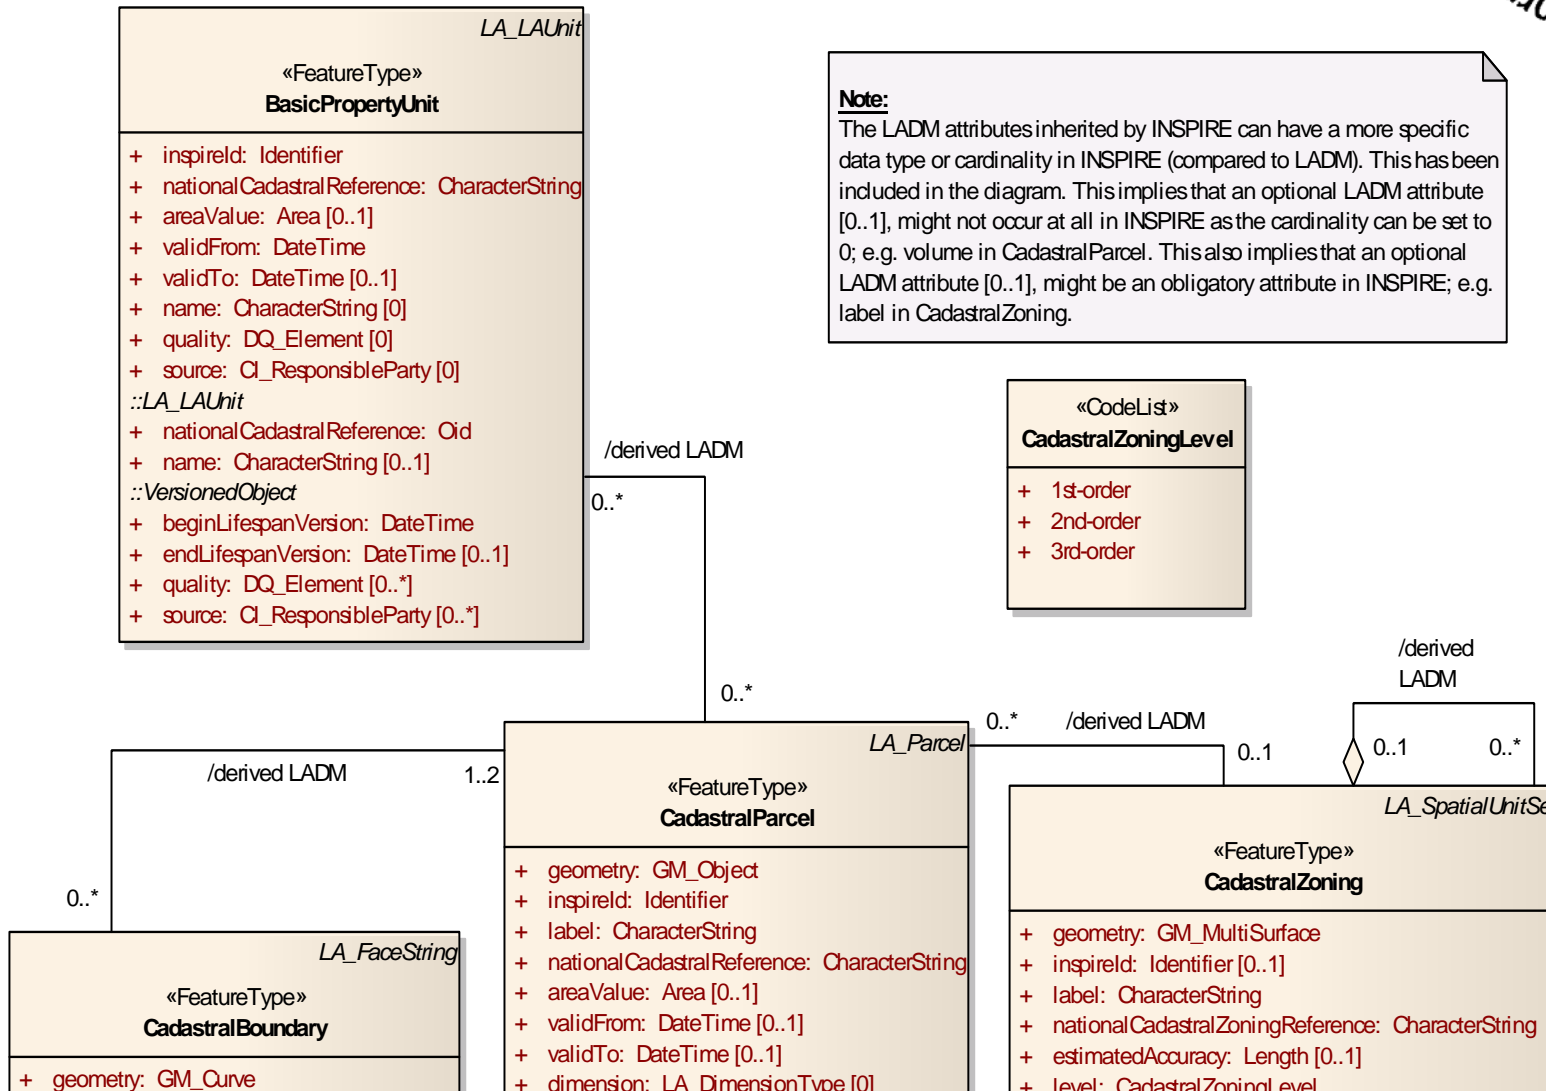 LA_LAUnit
«FeatureType»
BasicPropertyUnit
+ inspireId: Identifier
+ nationalCadastralReference: CharacterString
+ areaValue: Area [0..1]
+ validFrom: DateTime
+ validTo: DateTime [0..1]
+ name: CharacterString [0]
+ quality: DQ_Element [0]
+ source: CI_ResponsibleParty [0]
::LA_LAUnit
+ nationalCadastralReference: Oid
+ name: CharacterString [0..1]
::VersionedObject
+ beginLifespanVersion: DateTime
+ endLifespanVersion: DateTime [0..1]
+ quality: DQ_Element [0..*]
+ source: CI_ResponsibleParty [0..*]
Note:
The LADM attributes inherited by INSPIRE can have a more specific
data type or cardinality in INSPIRE (compared to LADM). This has been
included in the diagram. This implies that an optional LADM attribute
[0..1], might not occur at all in INSPIRE as the cardinality can be set to
0; e.g. volume in CadastralParcel. This also implies that an optional
LADM attribute [0..1], might be an obligatory attribute in INSPIRE; e.g.
label in CadastralZoning.
«CodeList»
CadastralZoningLevel
+ 1st-order
+ 2nd-order
+ 3rd-order
/derived LADM
0..*
0..*
/derived
LADM
0..1
0..*
0..*
/derived LADM
0..1
/derived LADM
1..2
0..*
LA_Parcel
«FeatureType»
CadastralParcel
+ geometry: GM_Object
+ inspireId: Identifier
+ label: CharacterString
+ nationalCadastralReference: CharacterString
+ areaValue: Area [0..1]
+ validFrom: DateTime [0..1]
+ validTo: DateTime [0..1]
+ dimension: LA_DimensionType [0]
LA_SpatialUnitSe
«FeatureType»
CadastralZoning
+ geometry: GM_MultiSurface
+ inspireId: Identifier [0..1]
+ label: CharacterString
+ nationalCadastralZoningReference: CharacterString
+ estimatedAccuracy: Length [0..1]
+ level: CadastralZoningLevel
LA_FaceString
«FeatureType»
CadastralBoundary
+ geometry: GM_Curve